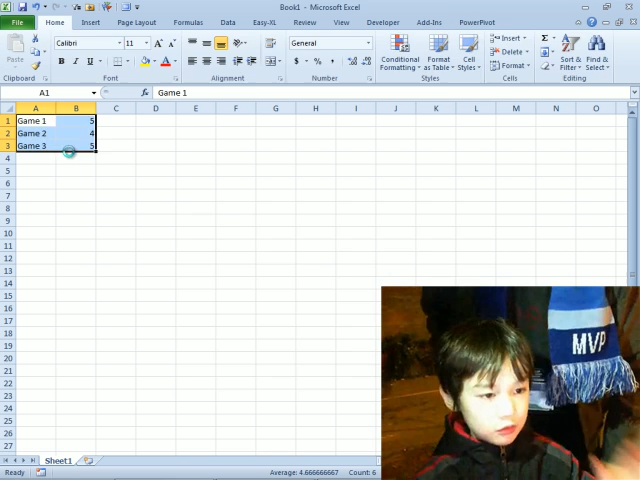 Book1 - Microsoft Excel
File Home Insert Page Layout Formulas Data Easy-XL Review View Developer Add-Ins PowerPivot
Calibri 11 General Insert
Paste Conditional Formatting Format as Table Cell Styles Delete Sort & Filter Find & Select
B I U $ % , Format
Clipboard Font Alignment Number Styles Cells Editing
A1 fx Game 1
A B C D E F G H I J K L M N O
1 Game 1 5
2 Game 2 4
3 Game 3 5
4
5
6
7
8
9
10
11
12
13
14
15
16
17
18
19
20
21
22
23
24
25
26
27
MVP
Sheet1
Ready Average: 4.666666667 Count: 6